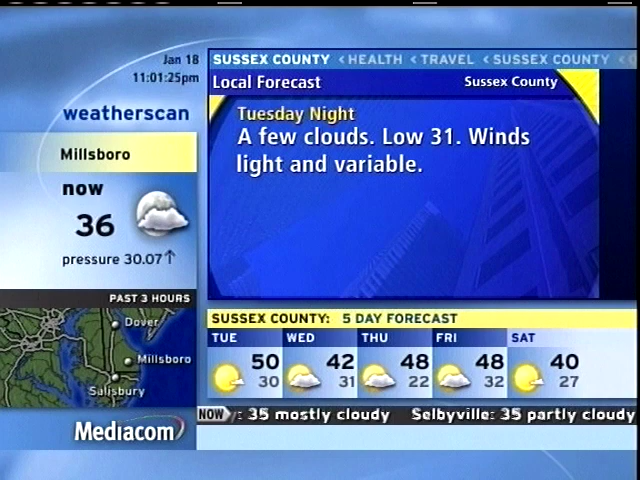 Jan 18
11:01:25pm
weatherscan
Millsboro
now
36
pressure 30.07↑
PAST 3 HOURS
Dover
Millsboro
Salisbury
Mediacom
SUSSEX COUNTY <HEALTH <TRAVEL <SUSSEX COUNTY <
Local Forecast Sussex County
Tuesday Night
A few clouds. Low 31. Winds
light and variable.
SUSSEX COUNTY: 5 DAY FORECAST
TUE WED THU FRI SAT
50 42 48 48 40
30 31 22 32 27
NOW 35 mostly cloudy Selbyville: 35 partly cloudy